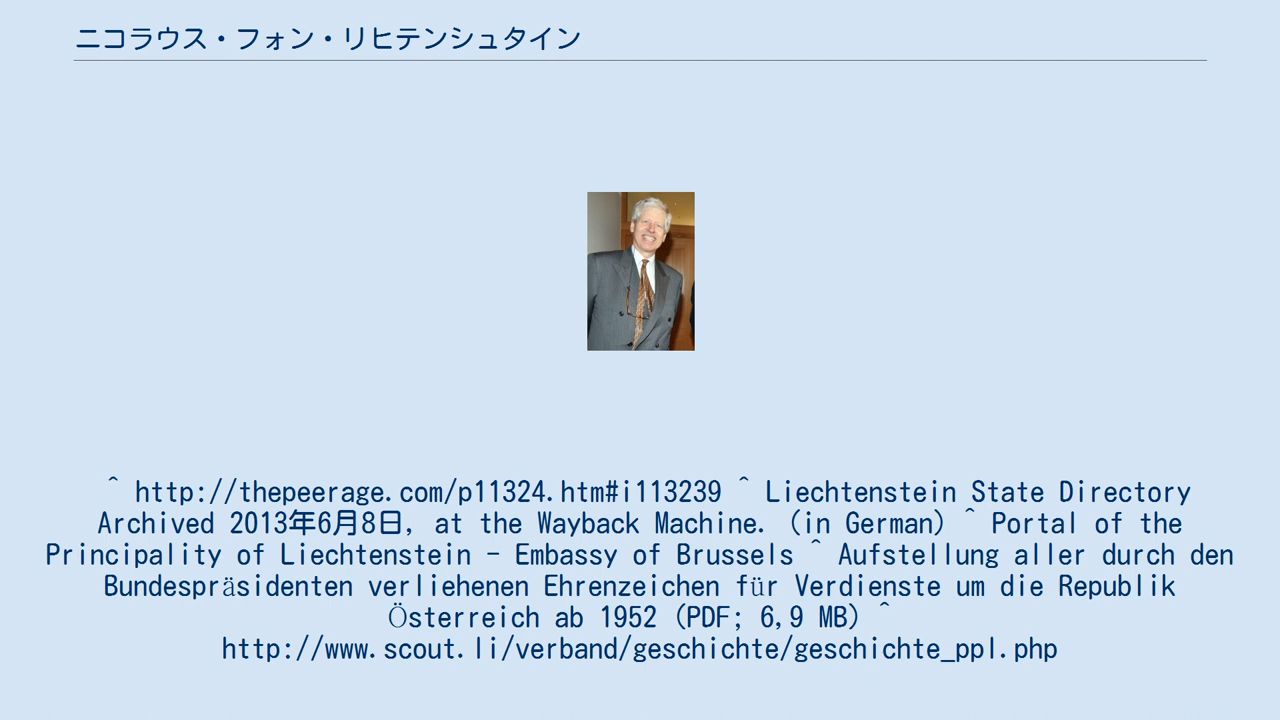 ニコラウス・フォン・リヒテンシュタイン
^ http://thepeerage.com/p11324.htm#i113239 ^ Liechtenstein State Directory
Archived 2013年6月8日, at the Wayback Machine. (in German) ^ Portal of the
Principality of Liechtenstein - Embassy of Brussels ^ Aufstellung aller durch den
Bundespräsidenten verliehenen Ehrenzeichen für Verdienste um die Republik
Österreich ab 1952 (PDF; 6,9 MB) ^
http://www.scout.li/verband/geschichte/geschichte_ppl.php